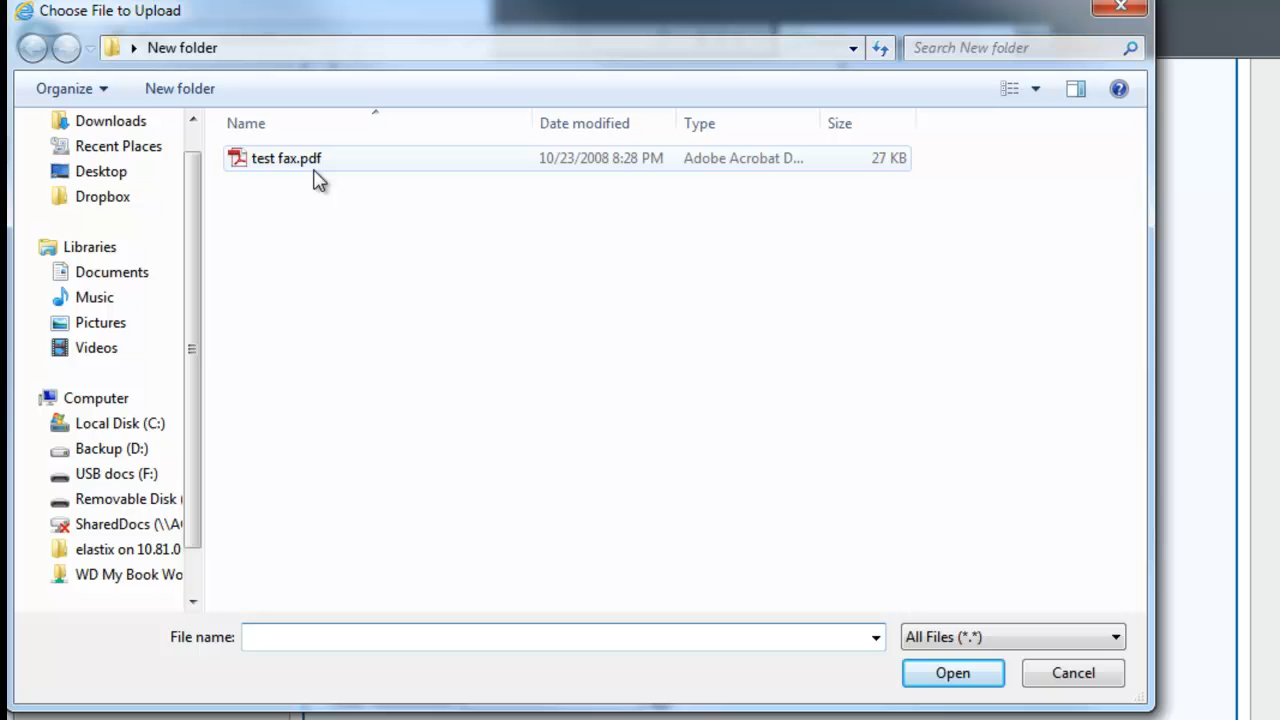 Choose File to Upload
x
New folder
Search New folder
Organize
New folder
Name
Date modified
Type
Size
test fax.pdf
10/23/2008 8:28 PM
Adobe Acrobat D...
27 KB
Downloads
Recent Places
Desktop
Dropbox
Libraries
Documents
Music
Pictures
Videos
Computer
Local Disk (C:)
Backup (D:)
USB docs (F:)
Removable Disk (
SharedDocs (\\A
elastix on 10.81.0
WD My Book Wo
File name:
All Files (*.*)
Open
Cancel